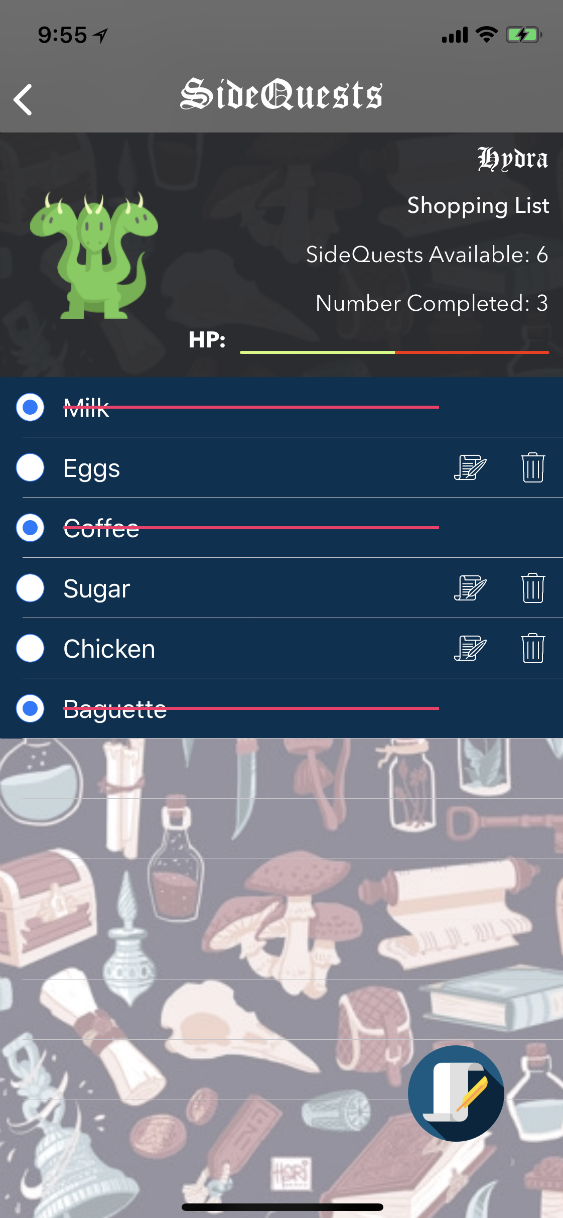 9:55
SideQuests
Hydra
Shopping List
SideQuests Available: 6
Number Completed: 3
HP:
Milk
Eggs
Coffee
Sugar
Chicken
Baguette